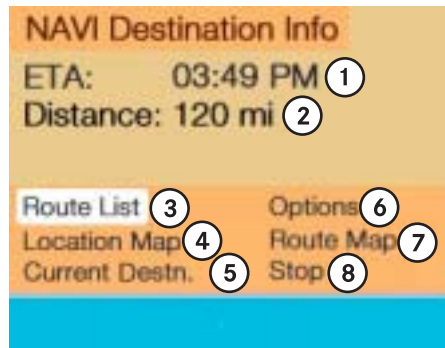 NAVI Destination Info
ETA: 03:49 PM 1
Distance: 120 mi 2
Route List 3 Options 6
Location Map 4 Route Map 7
Current Destn. 5 Stop 8